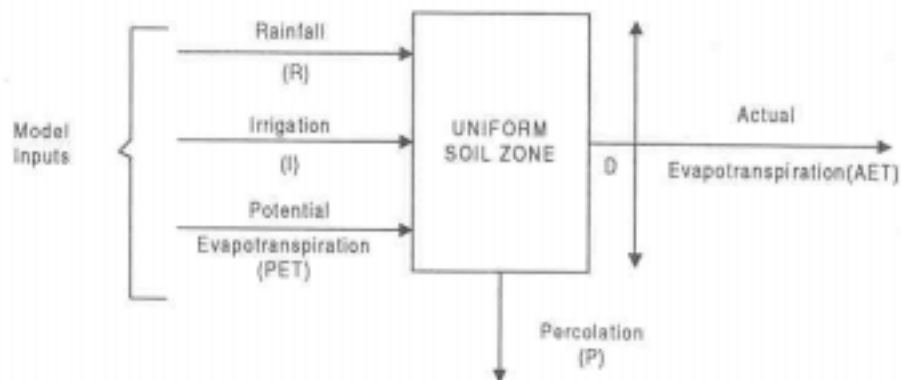 Rainfall
(R)
Model
Inputs
Irrigation
(I)
Potential
Evapotranspiration
(PET)
UNIFORM
SOIL ZONE
D
Actual
Evapotranspiration(AET)
Percolation
(P)